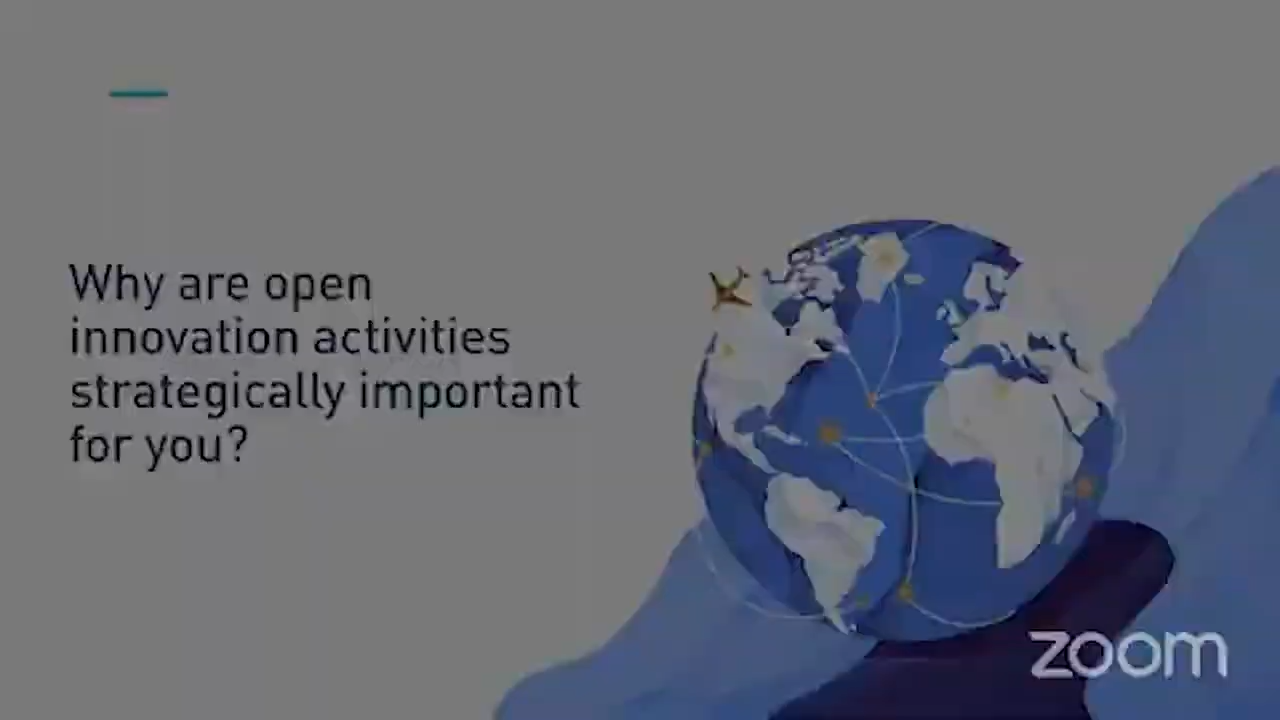 Why are open
innovation activities
strategically important
for you?
zoom